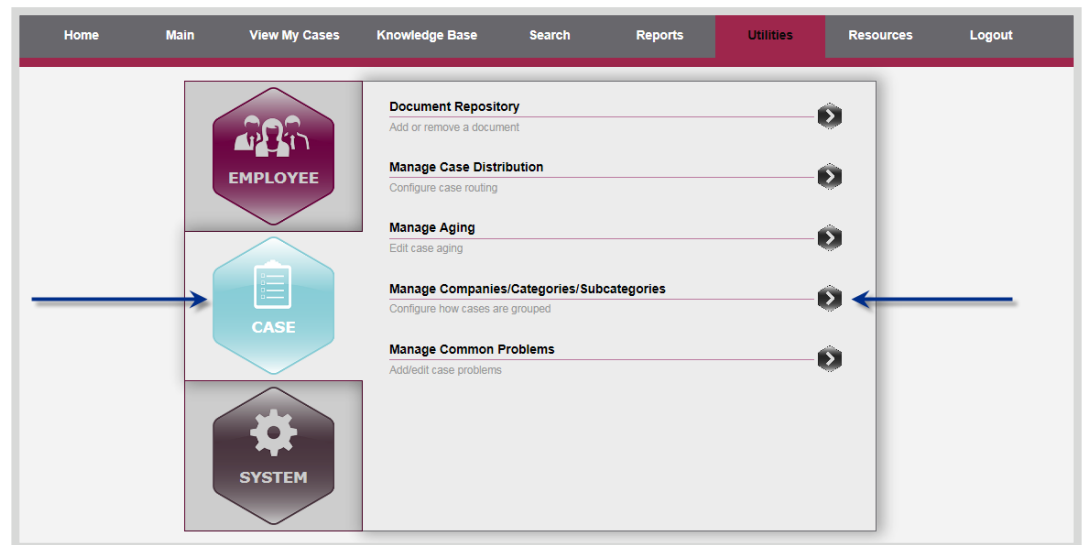 Home Main View My Cases Knowledge Base Search Reports Utilities Resources Logout
EMPLOYEE
CASE
SYSTEM
Document Repository
Add or remove a document
Manage Case Distribution
Configure case routing
Manage Aging
Edit case aging
Manage Companies/Categories/Subcategories
Configure how cases are grouped
Manage Common Problems
Add/edit case problems